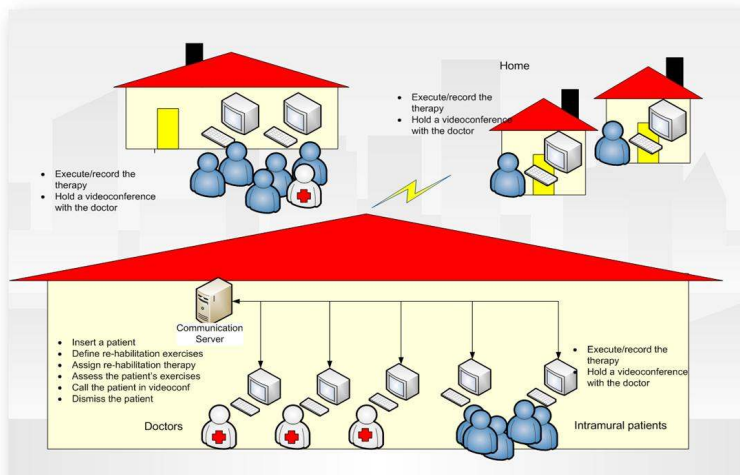 Home
• Execute/record the
therapy
• Hold a videoconference
with the doctor
• Execute/record the
therapy
• Hold a videoconference
with the doctor
Communication
Server
• Insert a patient
• Define re-habilitation exercises
• Assign re-habilitation therapy
• Assess the patient's exercises
• Call the patient in videoconf
• Dismiss the patient
• Execute/record the
therapy
• Hold a videoconference
with the doctor
Doctors
Intramural patients